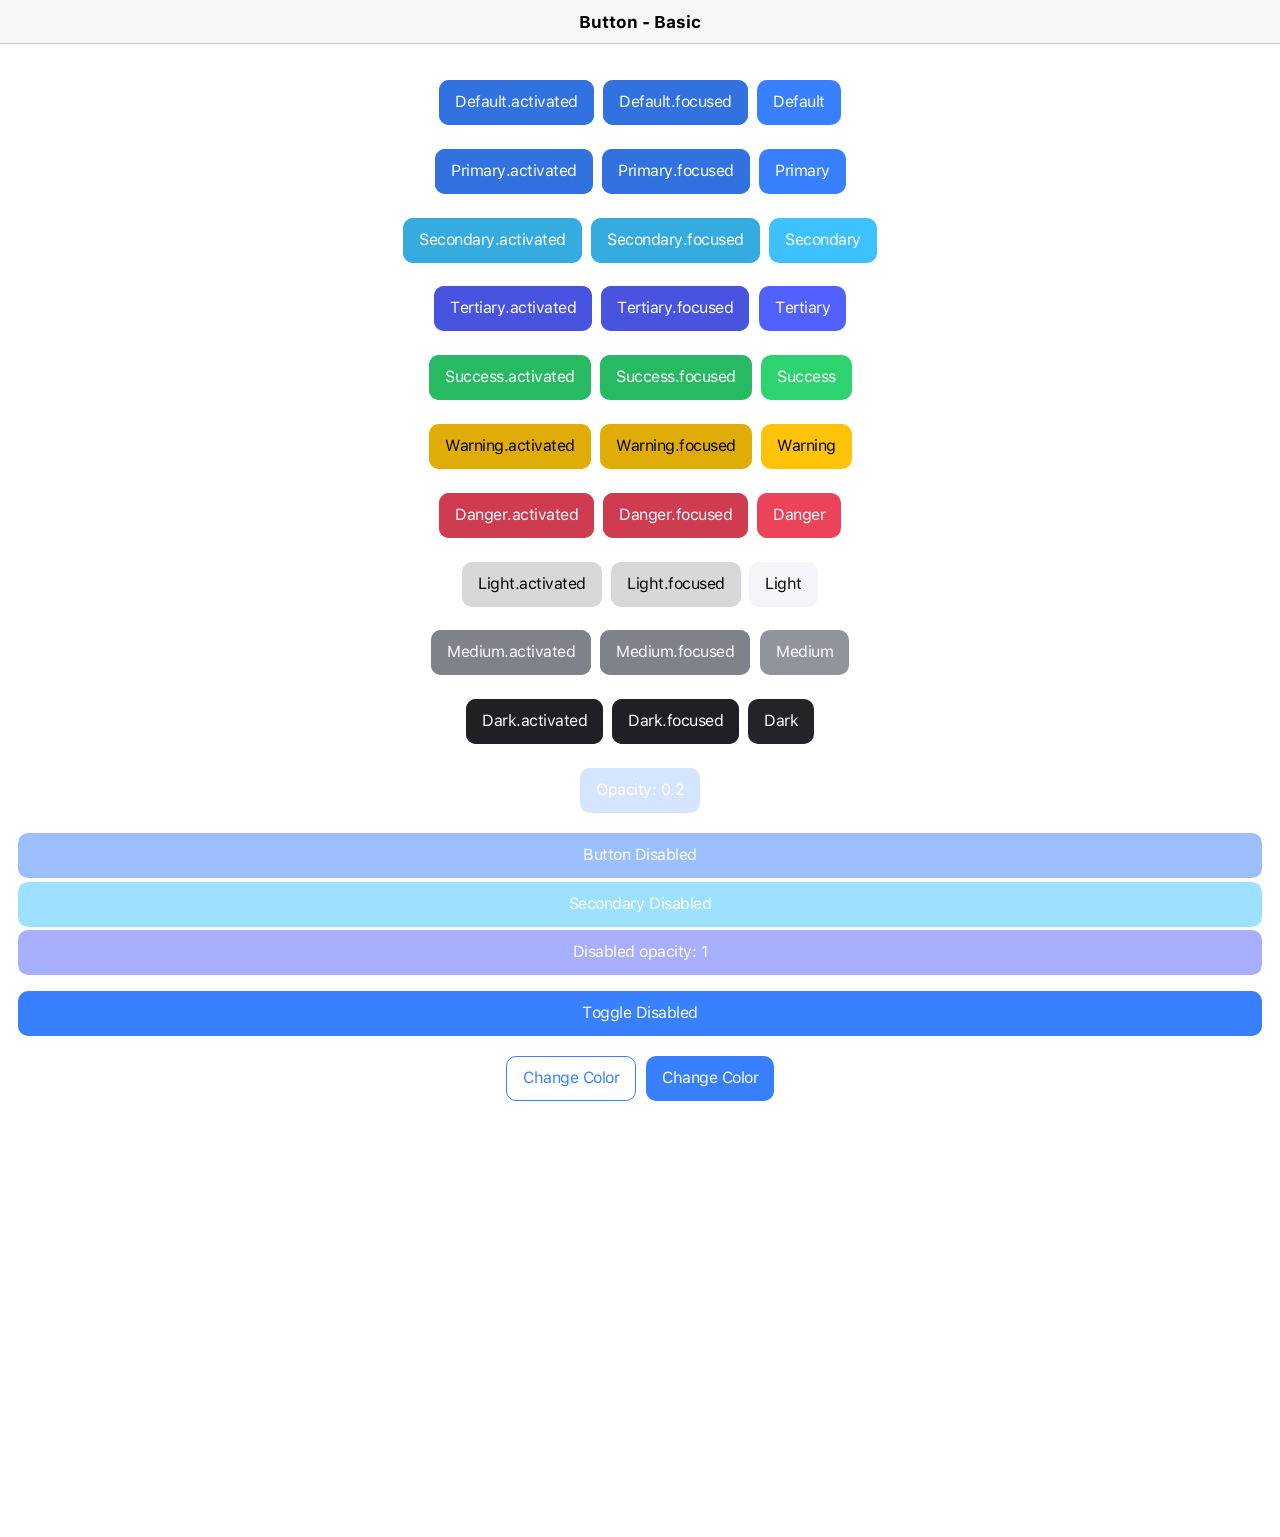 Button - Basic
Default.activated Default.focused Default
Primary.activated Primary.focused Primary
Secondary.activated Secondary.focused Secondary
Tertiary.activated Tertiary.focused Tertiary
Success.activated Success.focused Success
Warning.activated Warning.focused Warning
Danger.activated Danger.focused Danger
Light.activated Light.focused Light
Medium.activated Medium.focused Medium
Dark.activated Dark.focused Dark
Opacity: 0.2
Button Disabled
Secondary Disabled
Disabled opacity: 1
Toggle Disabled
Change Color Change Color